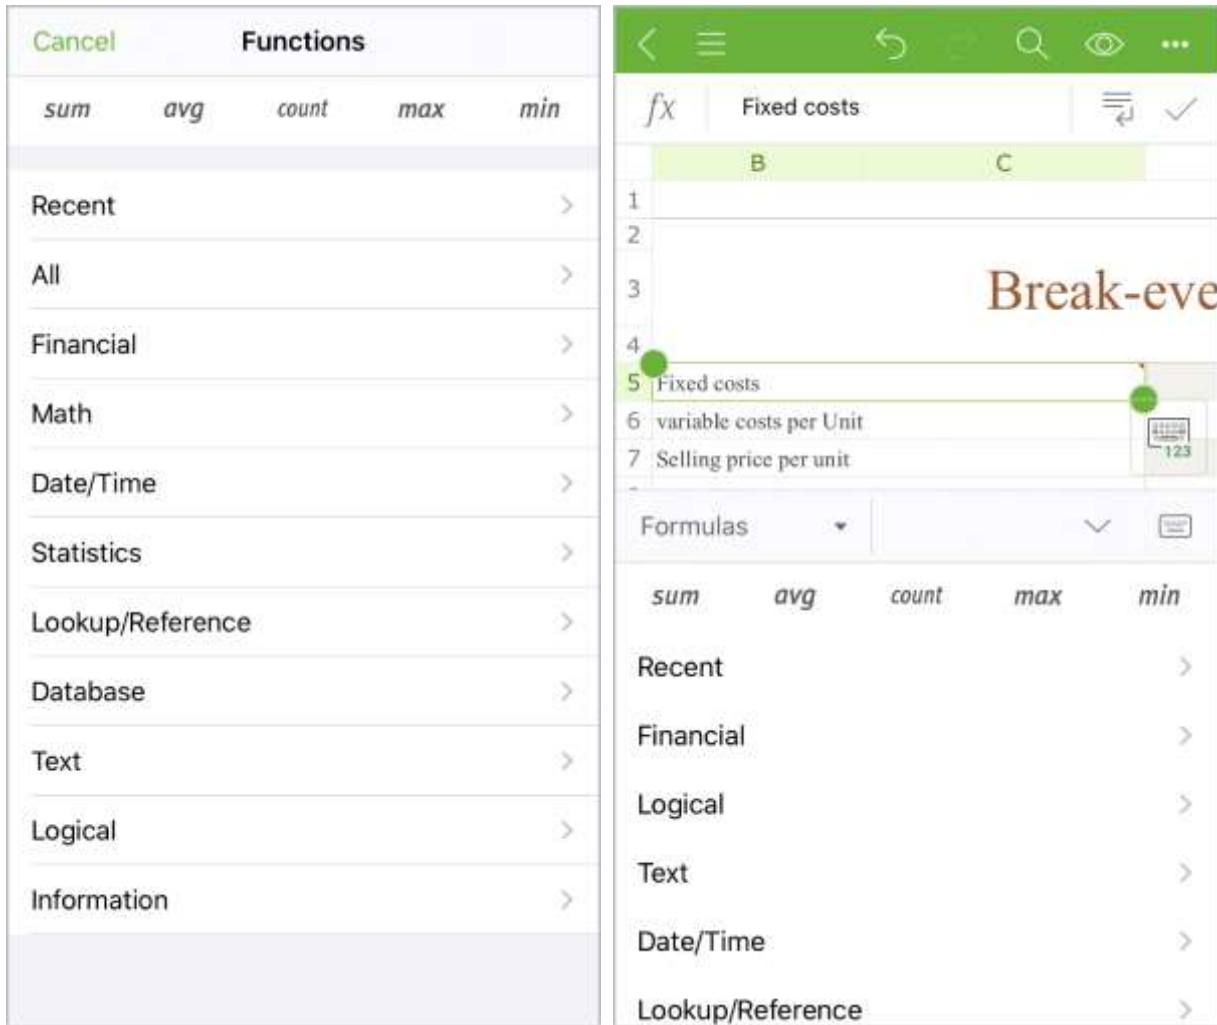 Cancel Functions
sum avg count max min
Recent
All
Financial
Math
Date/Time
Statistics
Lookup/Reference
Database
Text
Logical
Information
fx Fixed costs
B C
1
2
3 Break-eve
4
5 Fixed costs
6 variable costs per Unit
7 Selling price per unit
123
Formulas
sum avg count max min
Recent
Financial
Logical
Text
Date/Time
Lookup/Reference